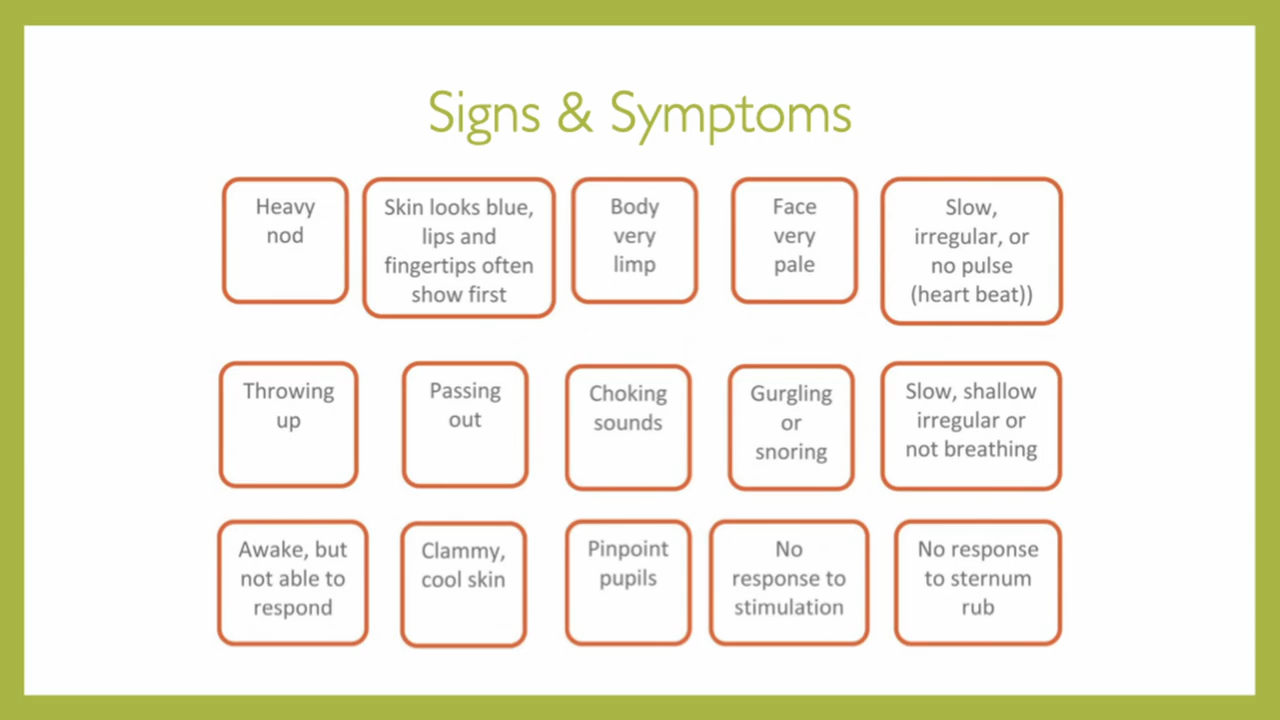 Signs & Symptoms
Heavy
nod
Skin looks blue,
lips and
fingertips often
show first
Body
very
limp
Face
very
pale
Slow,
irregular, or
no pulse
(heart beat))
Throwing
up
Passing
out
Choking
sounds
Gurgling
or
snoring
Slow, shallow
irregular or
not breathing
Awake, but
not able to
respond
Clammy,
cool skin
Pinpoint
pupils
No
response to
stimulation
No response
to sternum
rub